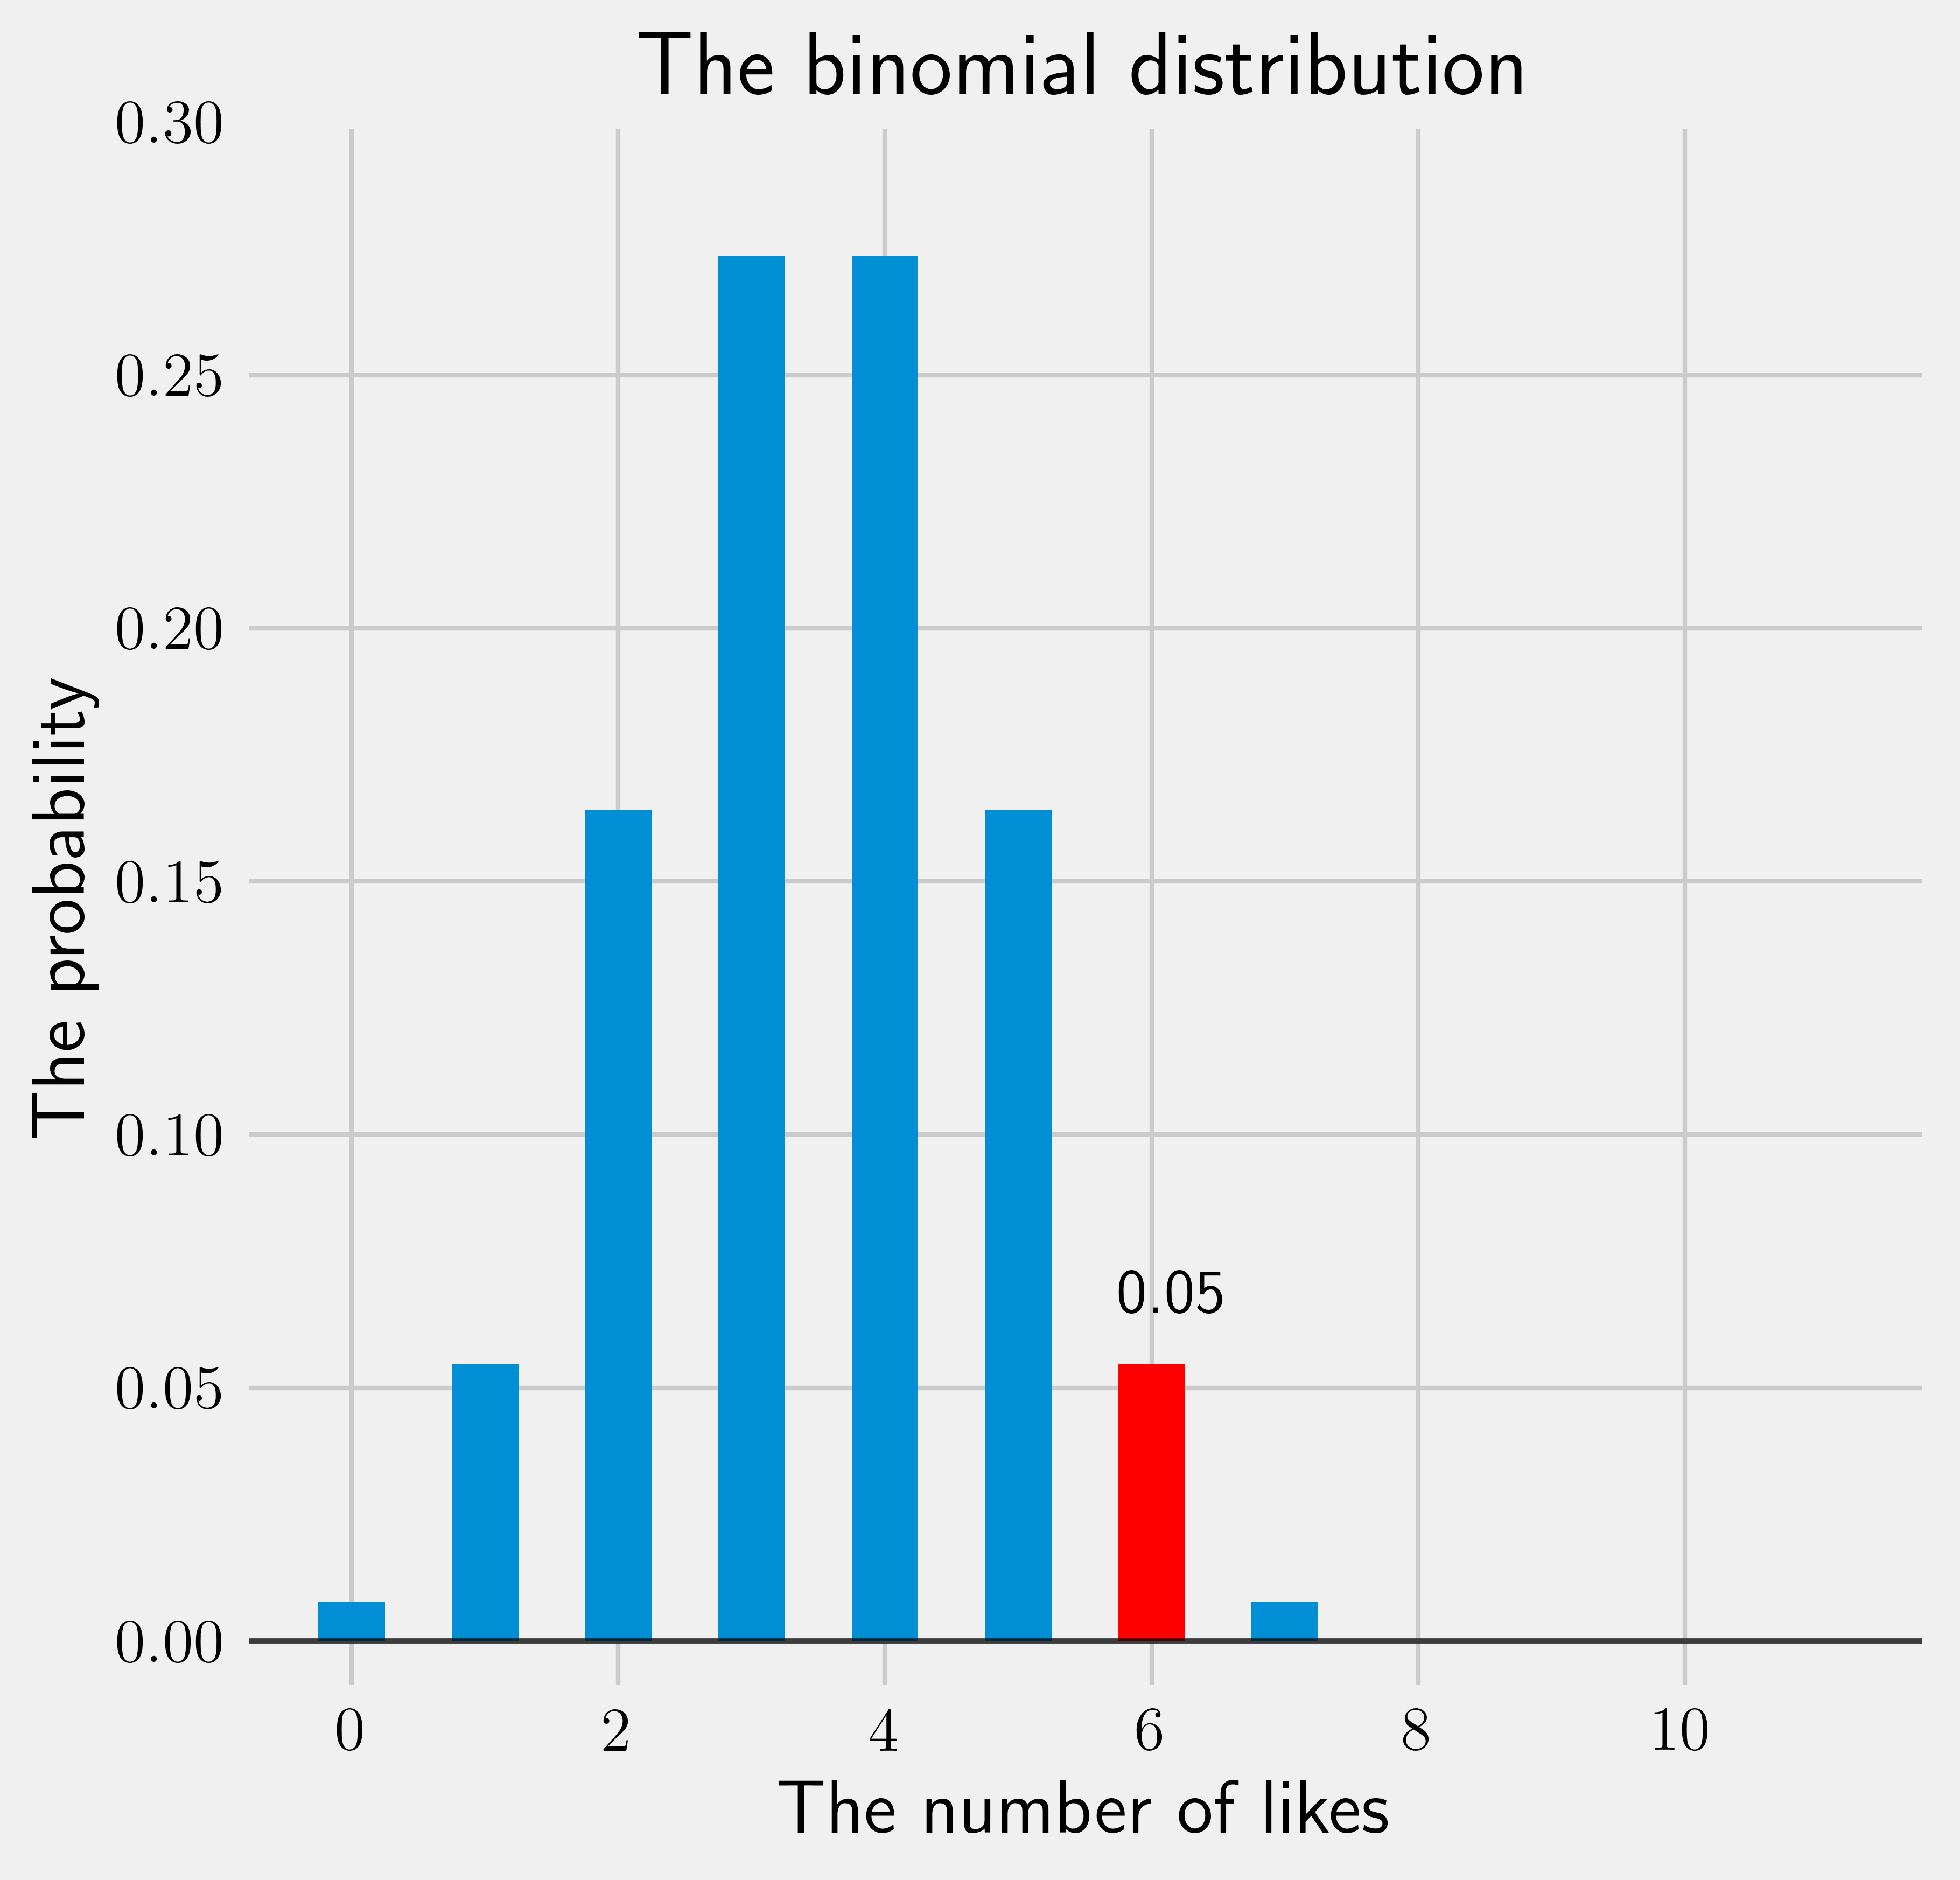 The binomial distribution
0.30
0.25
0.20
0.15
0.10
0.05
0.00
The probability
0.05
0 2 4 6 8 10
The number of likes